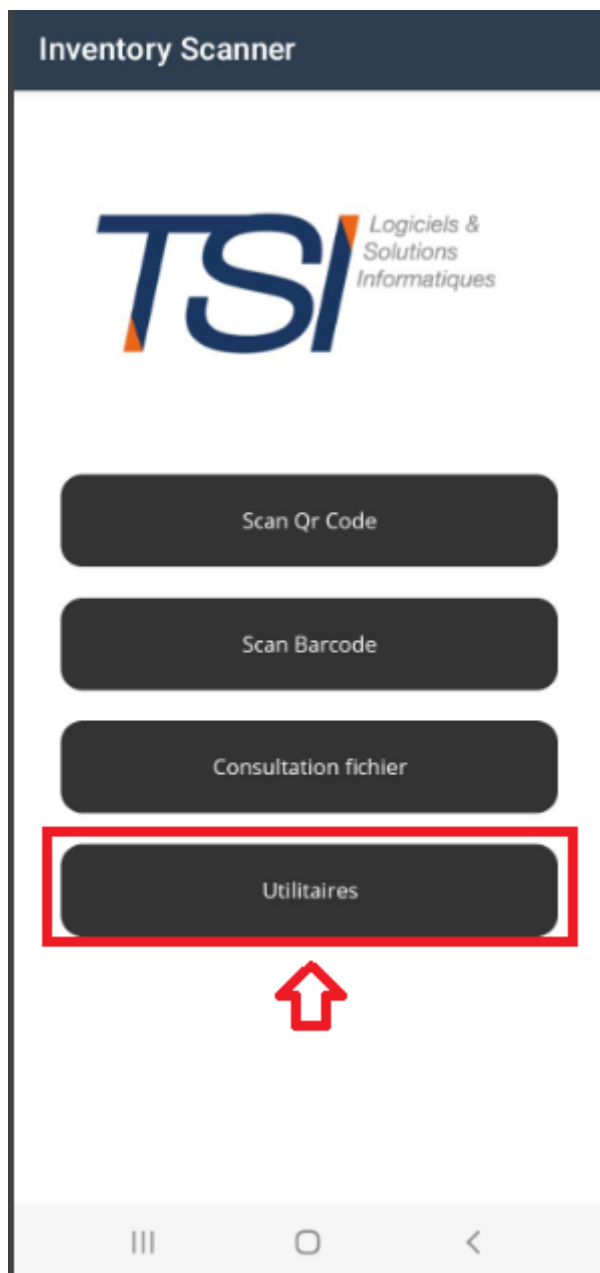 Inventory Scanner
TSI
Logiciels &
Solutions
Informatiques
Scan Qr Code
Scan Barcode
Consultation fichier
Utilitaires